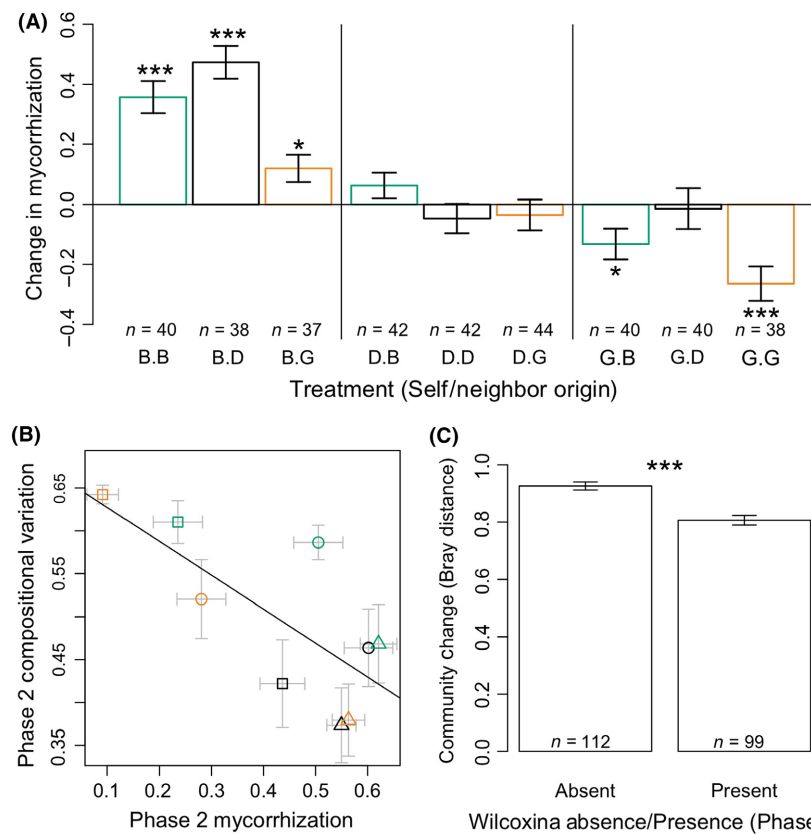 (A)
Change in mycorrhization
0.6
0.4
0.2
0.0
−0.2
−0.4
*** *** * * ***
n = 40 n = 38 n = 37 n = 42 n = 42 n = 44 n = 40 n = 40 n = 38
B.B B.D B.G D.B D.D D.G G.B G.D G.G
Treatment (Self/neighbor origin)
(B)
Phase 2 compositional variation
0.65
0.55
0.45
0.35
0.1 0.2 0.3 0.4 0.5 0.6
Phase 2 mycorrhization
(C)
Community change (Bray distance)
1.0
0.8
0.6
0.4
0.2
0.0
***
n = 112 n = 99
Absent Present
Wilcoxina absence/Presence (Phase